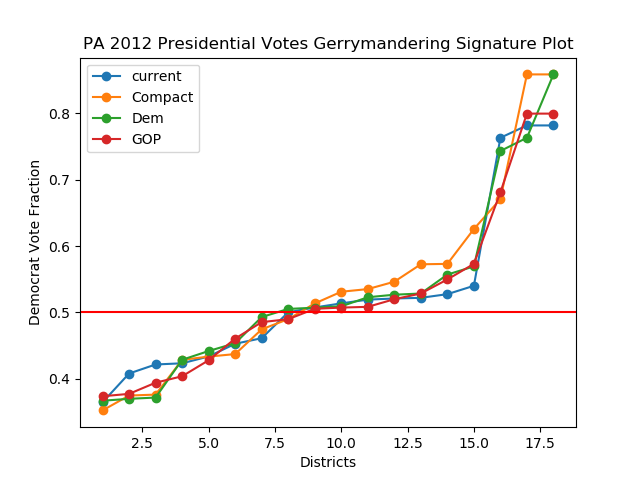 PA 2012 Presidential Votes Gerrymandering Signature Plot
current
Compact
Dem
GOP
Democrat Vote Fraction
0.8
0.7
0.6
0.5
0.4
2.5 5.0 7.5 10.0 12.5 15.0 17.5
Districts